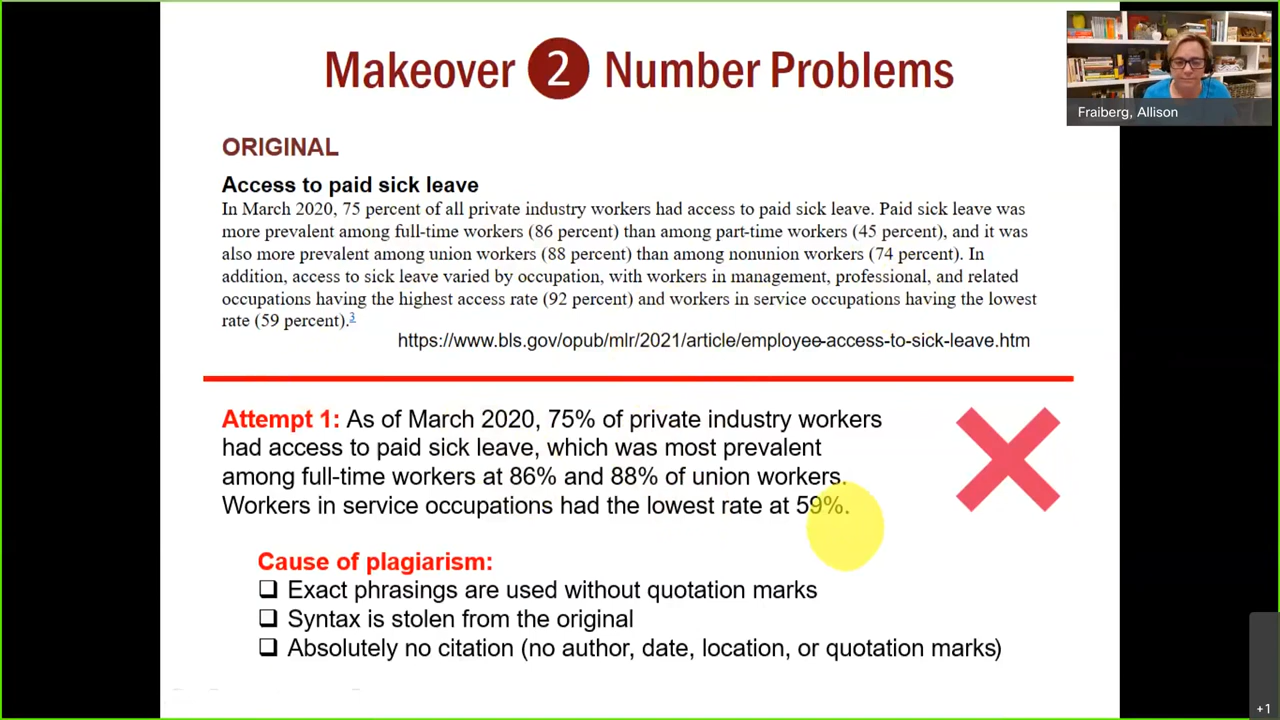 Makeover 2 Number Problems
Fraiberg, Allison
ORIGINAL
Access to paid sick leave
In March 2020, 75 percent of all private industry workers had access to paid sick leave. Paid sick leave was
more prevalent among full-time workers (86 percent) than among part-time workers (45 percent), and it was
also more prevalent among union workers (88 percent) than among nonunion workers (74 percent). In
addition, access to sick leave varied by occupation, with workers in management, professional, and related
occupations having the highest access rate (92 percent) and workers in service occupations having the lowest
rate (59 percent).3
https://www.bls.gov/opub/mlr/2021/article/employee-access-to-sick-leave.htm
Attempt 1: As of March 2020, 75% of private industry workers
had access to paid sick leave, which was most prevalent
among full-time workers at 86% and 88% of union workers.
Workers in service occupations had the lowest rate at 59%.
Cause of plagiarism:
❑ Exact phrasings are used without quotation marks
❑ Syntax is stolen from the original
❑ Absolutely no citation (no author, date, location, or quotation marks)
+1